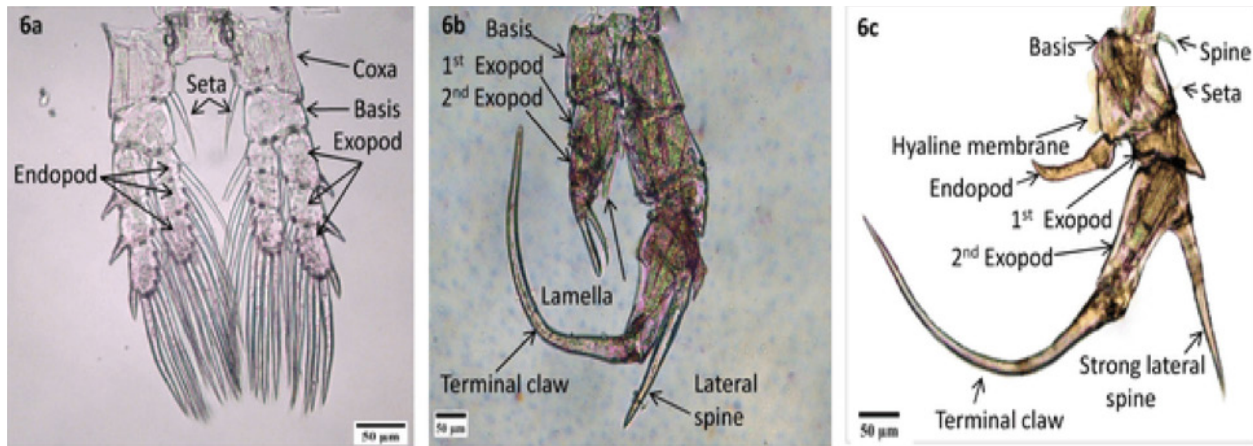 6a
Coxa
Seta
Basis
Exopod
Endopod
50 µm
6b
Basis
1st Exopod
2nd Exopod
Lamella
Terminal claw
Lateral
spine
50 µm
6c
Basis
Spine
Seta
Hyaline membrane
Endopod
1st Exopod
2nd Exopod
Strong lateral
spine
Terminal claw
50 µm